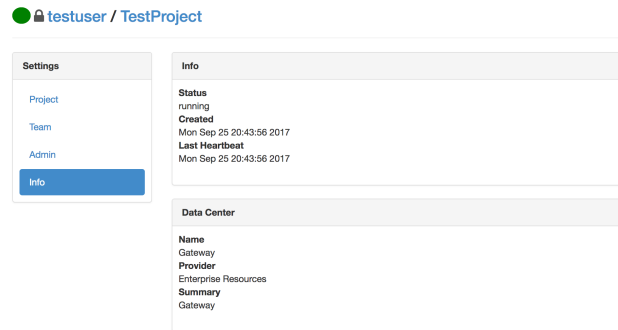 testuser / TestProject
Settings
Project
Team
Admin
Info
Info
Status
running
Created
Mon Sep 25 20:43:56 2017
Last Heartbeat
Mon Sep 25 20:43:56 2017
Data Center
Name
Gateway
Provider
Enterprise Resources
Summary
Gateway